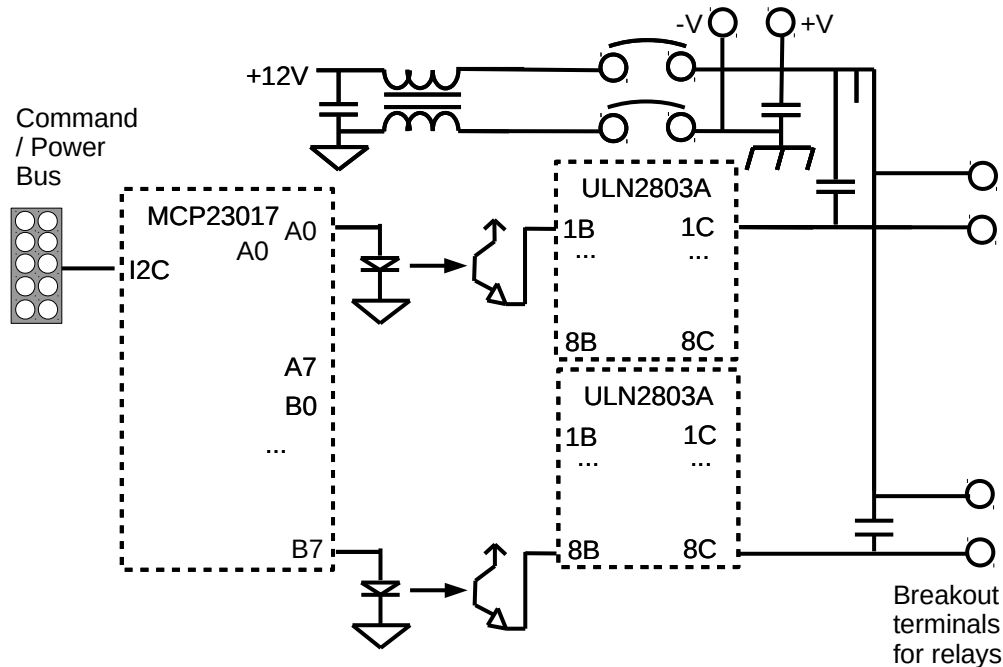 -V
+V
+12V
Command
/ Power
Bus
MCP23017
A0
A0
I2C
A7
B0
...
B7
ULN2803A
1B
1C
...
...
8B
8C
ULN2803A
1B
1C
...
...
8B
8C
Breakout
terminals
for relays